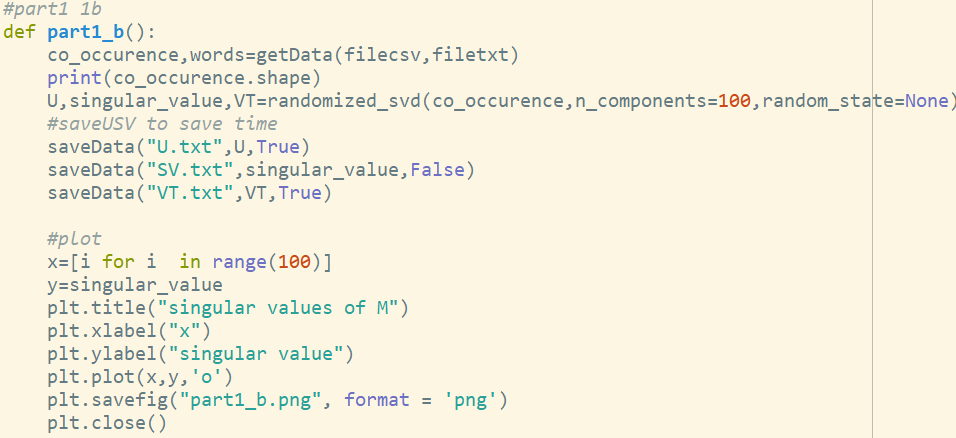 #part1 1b
def part1_b():
    co_occurence,words=getData(filecsv,filetxt)
    print(co_occurence.shape)
    U,singular_value,VT=randomized_svd(co_occurence,n_components=100,random_state=None)
    #saveUSV to save time
    saveData("U.txt",U,True)
    saveData("SV.txt",singular_value,False)
    saveData("VT.txt",VT,True)

    #plot
    x=[i for i  in range(100)]
    y=singular_value
    plt.title("singular values of M")
    plt.xlabel("x")
    plt.ylabel("singular value")
    plt.plot(x,y,'o')
    plt.savefig("part1_b.png", format = 'png')
    plt.close()